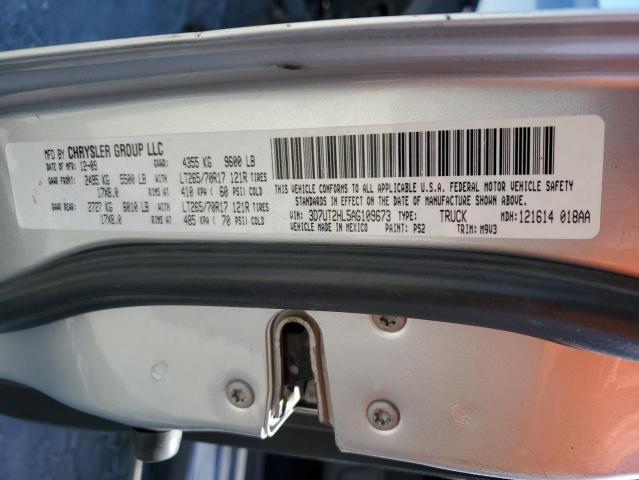 MFD BY CHRYSLER GROUP LLC
DATE OF MFR 12-09 GVWR: 4355 KG 9600 LB
GAWR FRONT 2495 KG 5500 LB WITH LT265/70R17 121R TIRES
17X8.0 RIMS AT 410 KPA ( 60 PSI) COLD
GAWR REAR 2727 KG 6010 LB WITH LT265/70R17 121R TIRES
17X8.0 RIMS AT 485 KPA ( 70 PSI) COLD
THIS VEHICLE CONFORMS TO ALL APPLICABLE U.S.A. FEDERAL MOTOR VEHICLE SAFETY
STANDARDS IN EFFECT ON THE DATE OF MANUFACTURE SHOWN ABOVE.
VIN: 3D7UT2HL5AG109673 TYPE: TRUCK MDH: 121614 018AA
VEHICLE MADE IN MEXICO PAINT: PS2 TRIM: M9V3